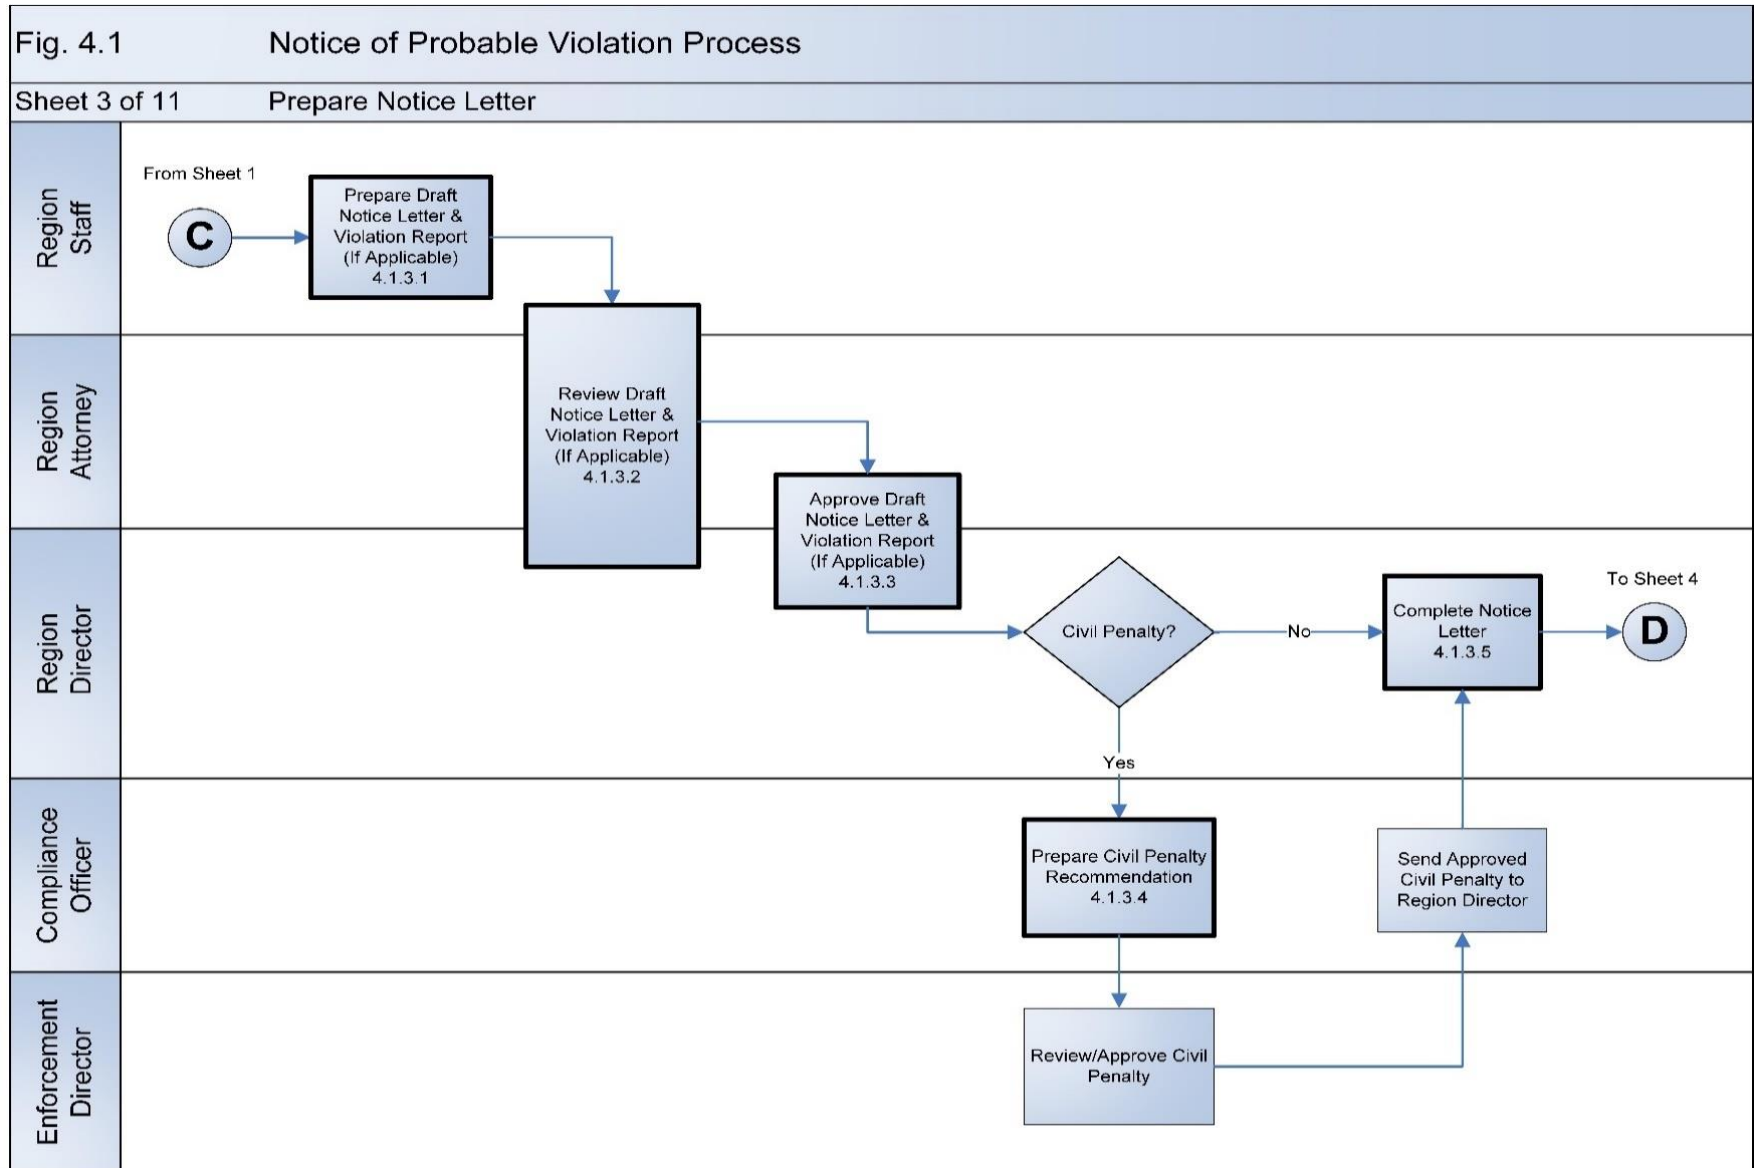 Fig. 4.1 Notice of Probable Violation Process
Sheet 3 of 11 Prepare Notice Letter
Region
Staff
From Sheet 1
C
Prepare Draft
Notice Letter &
Violation Report
(If Applicable)
4.1.3.1
Region
Attorney
Review Draft
Notice Letter &
Violation Report
(If Applicable)
4.1.3.2
Approve Draft
Notice Letter &
Violation Report
(If Applicable)
4.1.3.3
Region
Director
Civil Penalty?
No
Yes
Complete Notice
Letter
4.1.3.5
To Sheet 4
D
Compliance
Officer
Prepare Civil Penalty
Recommendation
4.1.3.4
Send Approved
Civil Penalty to
Region Director
Enforcement
Director
Review/Approve Civil
Penalty